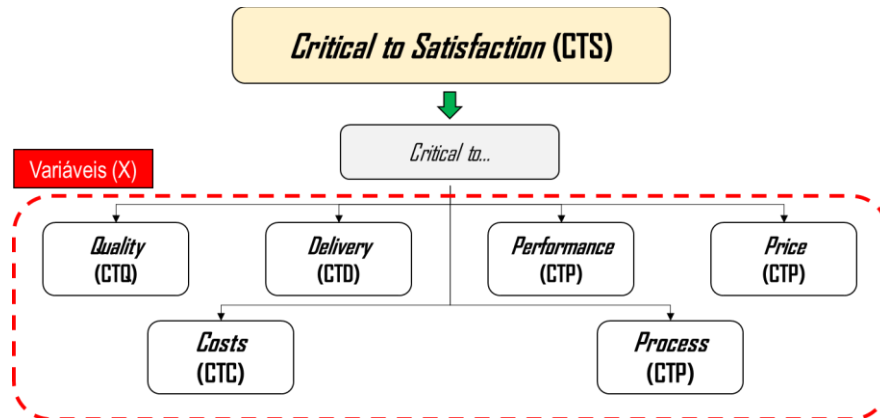 Critical to Satisfaction (CTS)
Critical to...
Variáveis (X)
Quality
(CTQ)
Delivery
(CTD)
Performance
(CTP)
Price
(CTP)
Costs
(CTC)
Process
(CTP)